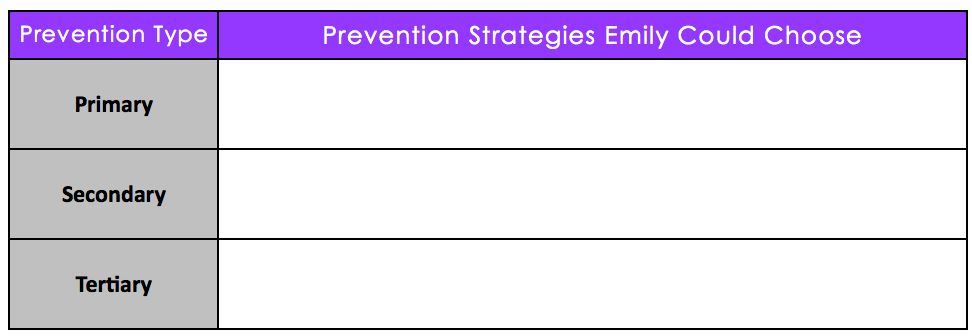 Prevention Type
Prevention Strategies Emily Could Choose
Primary
Secondary
Tertiary